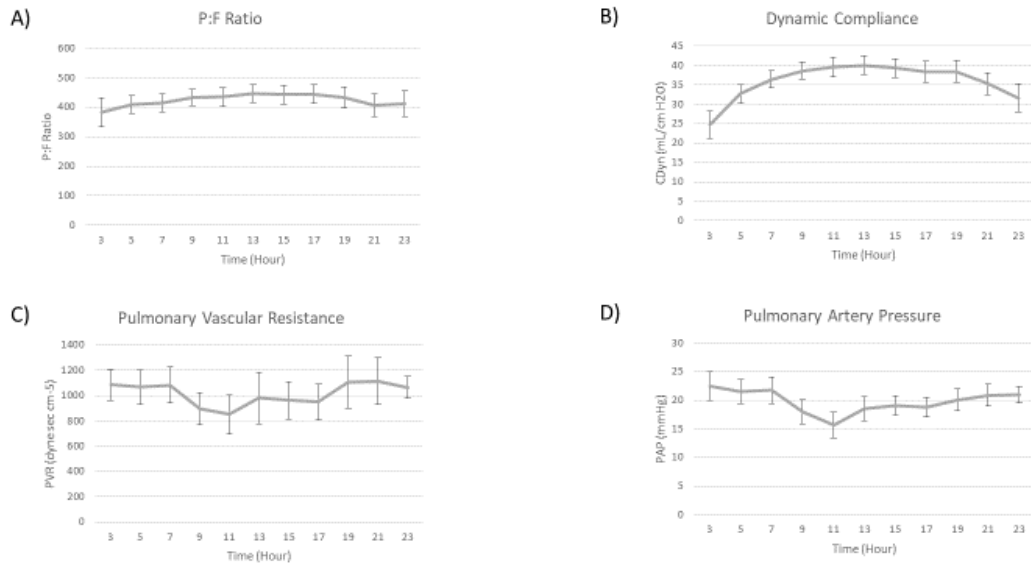 A)
P:F Ratio
600
500
400
300
200
100
0
P:F Ratio
3 5 7 9 11 13 15 17 19 21 23
Time (Hour)
B)
Dynamic Compliance
45
40
35
30
25
20
15
10
5
0
CDyn (mL/cm H2O)
3 5 7 9 11 13 15 17 19 21 23
Time (Hour)
C)
Pulmonary Vascular Resistance
1400
1200
1000
800
600
400
200
0
PVR (dyne sec cm-5)
3 5 7 9 11 13 15 17 19 21 23
Time (Hour)
D)
Pulmonary Artery Pressure
30
25
20
15
10
5
0
PAP (mmHg)
3 5 7 9 11 13 15 17 19 21 23
Time (Hour)